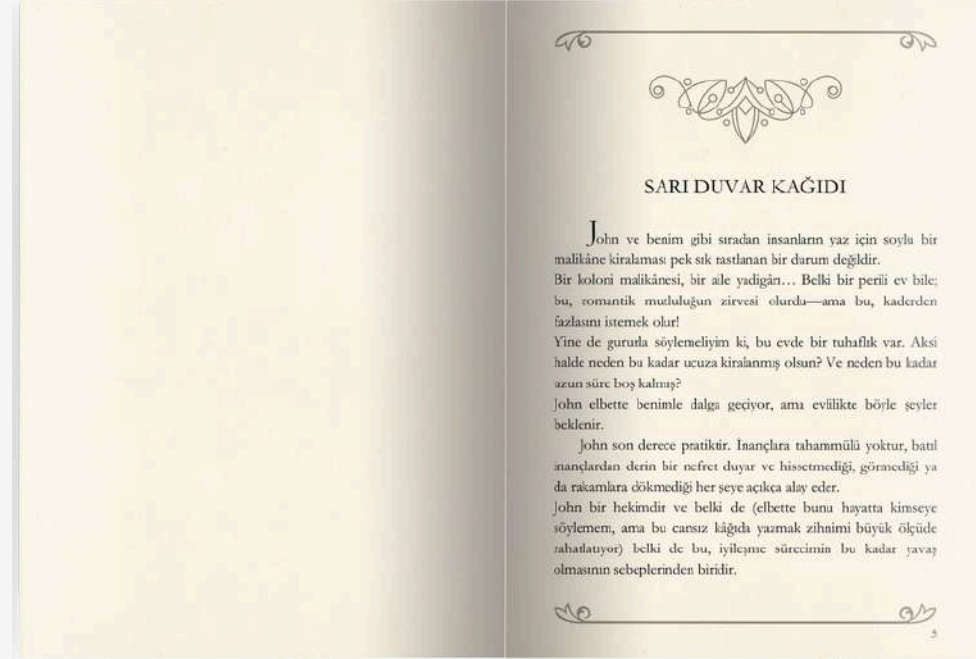 SARI DUVAR KAĞIDI
John ve benim gibi sıradan insanların yaz için soylu bir
malikâne kiralaması pek sık rastlanan bir durum değildir.
Bir koloni malikânesi, bir aile yadigârı... Belki bir perili ev bile;
bu, romantik mutluluğun zirvesi olurdu—ama bu, kaderden
fazlasını istemek olur!
Yine de gururla söylemeliyim ki, bu evde bir tuhaflık var. Aksi
halde neden bu kadar ucuza kiralanmış olsun? Ve neden bu kadar
uzun süre boş kalmış?
John elbette benimle dalga geçiyor, ama evlilikte böyle şeyler
beklenir.
John son derece pratiktir. İnançlara tahammülü yoktur, batıl
inançlardan derin bir nefret duyar ve hissetmediği, görmediği ya
da rakamlara dökmediği her şeye açıkça alay eder.
John bir hekimdir ve belki de (elbette bunu hayatta kimseye
söylemem, ama bu cansız kâğıda yazmak zihnimi büyük ölçüde
rahatlatıyor) belki de bu, iyileşme sürecimin bu kadar yavaş
olmasının sebeplerinden biridir.
5